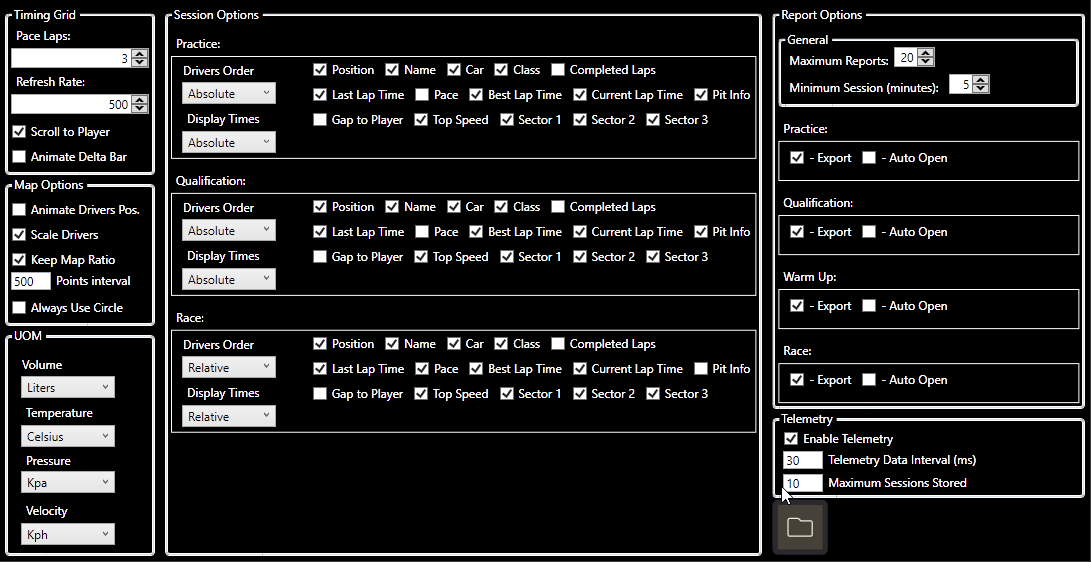 Timing Grid
Pace Laps:
3
Refresh Rate:
500
Scroll to Player
Animate Delta Bar
Map Options
Animate Drivers Pos.
Scale Drivers
Keep Map Ratio
500 Points interval
Always Use Circle
UOM
Volume
Liters
Temperature
Celsius
Pressure
Kpa
Velocity
Kph
Session Options
Practice:
Drivers Order
Absolute
Display Times
Absolute
Position Name Car Class Completed Laps
Last Lap Time Pace Best Lap Time Current Lap Time Pit Info
Gap to Player Top Speed Sector 1 Sector 2 Sector 3
Qualification:
Drivers Order
Absolute
Display Times
Absolute
Position Name Car Class Completed Laps
Last Lap Time Pace Best Lap Time Current Lap Time Pit Info
Gap to Player Top Speed Sector 1 Sector 2 Sector 3
Race:
Drivers Order
Relative
Display Times
Relative
Position Name Car Class Completed Laps
Last Lap Time Pace Best Lap Time Current Lap Time Pit Info
Gap to Player Top Speed Sector 1 Sector 2 Sector 3
Report Options
General
Maximum Reports: 20
Minimum Session (minutes): 5
Practice:
- Export - Auto Open
Qualification:
- Export - Auto Open
Warm Up:
- Export - Auto Open
Race:
- Export - Auto Open
Telemetry
Enable Telemetry
30 Telemetry Data Interval (ms)
10 Maximum Sessions Stored